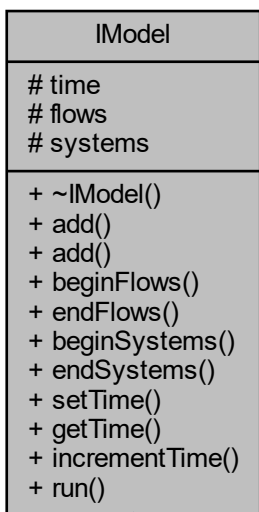 IModel
# time
# flows
# systems
+ ~IModel()
+ add()
+ add()
+ beginFlows()
+ endFlows()
+ beginSystems()
+ endSystems()
+ setTime()
+ getTime()
+ incrementTime()
+ run()